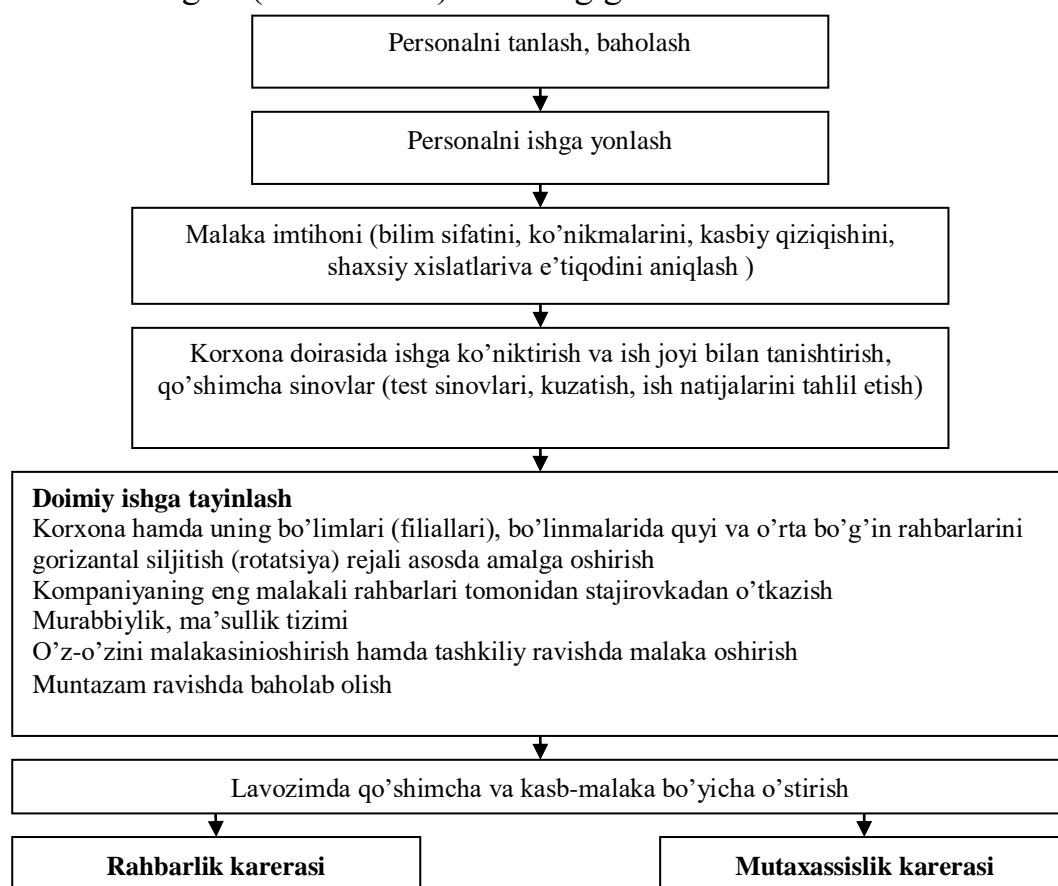 Personalni tanlash, baholash
Personalni ishga yonlash
Malaka imtihoni (bilim sifatini, ko’nikmalarini, kasbiy qiziqishini,
shaxsiy xislatlariva e’tiqodini aniqlash )
Korxona doirasida ishga ko’niktirish va ish joyi bilan tanishtirish,
qo’shimcha sinovlar (test sinovlari, kuzatish, ish natijalarini tahlil etish)
Doimiy ishga tayinlash
Korxona hamda uning bo’limlari (filiallari), bo’linmalarida quyi va o’rta bo’g’in rahbarlarini
gorizantal siljitish (rotatsiya) rejali asosda amalga oshirish
Kompaniyaning eng malakali rahbarlari tomonidan stajirovkadan o’tkazish
Murabbiylik, ma’sullik tizimi
O’z-o’zini malakasinioshirish hamda tashkiliy ravishda malaka oshirish
Muntazam ravishda baholab olish
Lavozimda qo’shimcha va kasb-malaka bo’yicha o’stirish
Rahbarlik karerasi
Mutaxassislik karerasi